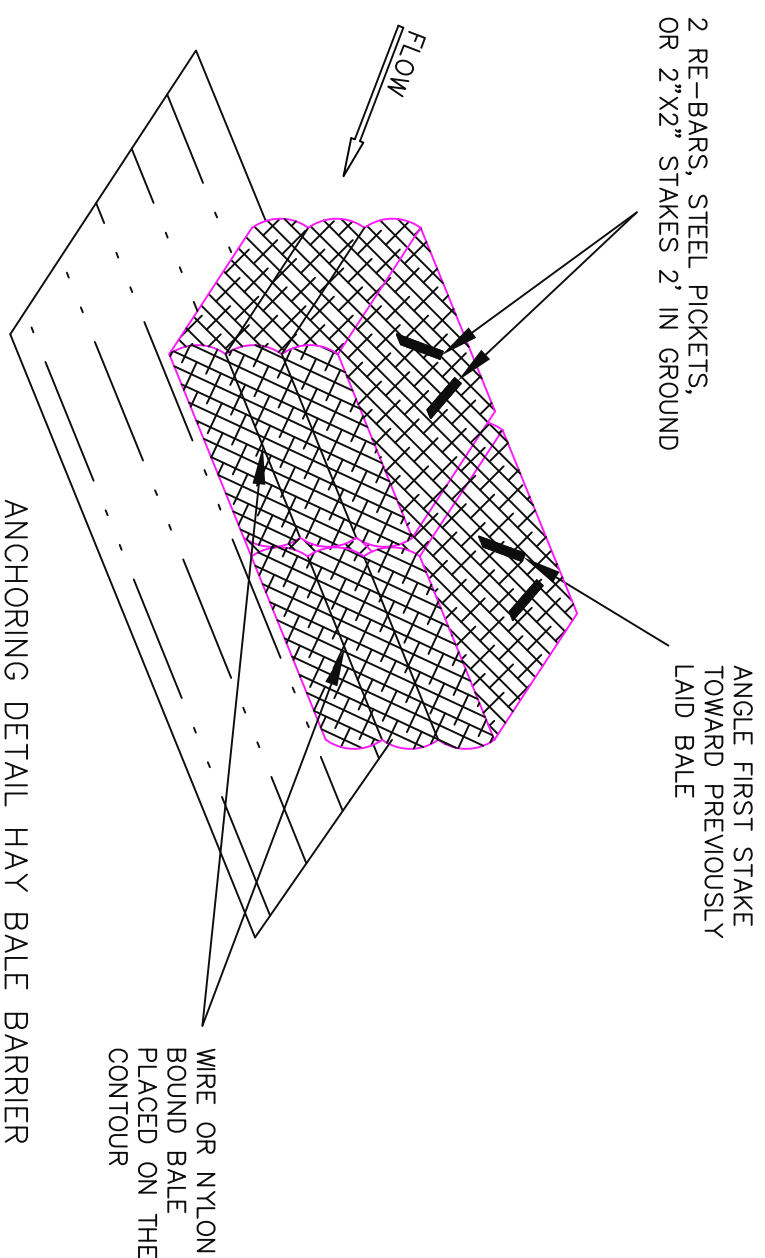 2 RE-BARS, STEEL PICKETS,
OR 2"X2" STAKES 2' IN GROUND
FLOW
ANGLE FIRST STAKE
TOWARD PREVIOUSLY
LAID BALE
WIRE OR NYLON
BOUND BALE
PLACED ON THE
CONTOUR
ANCHORING DETAIL HAY BALE BARRIER